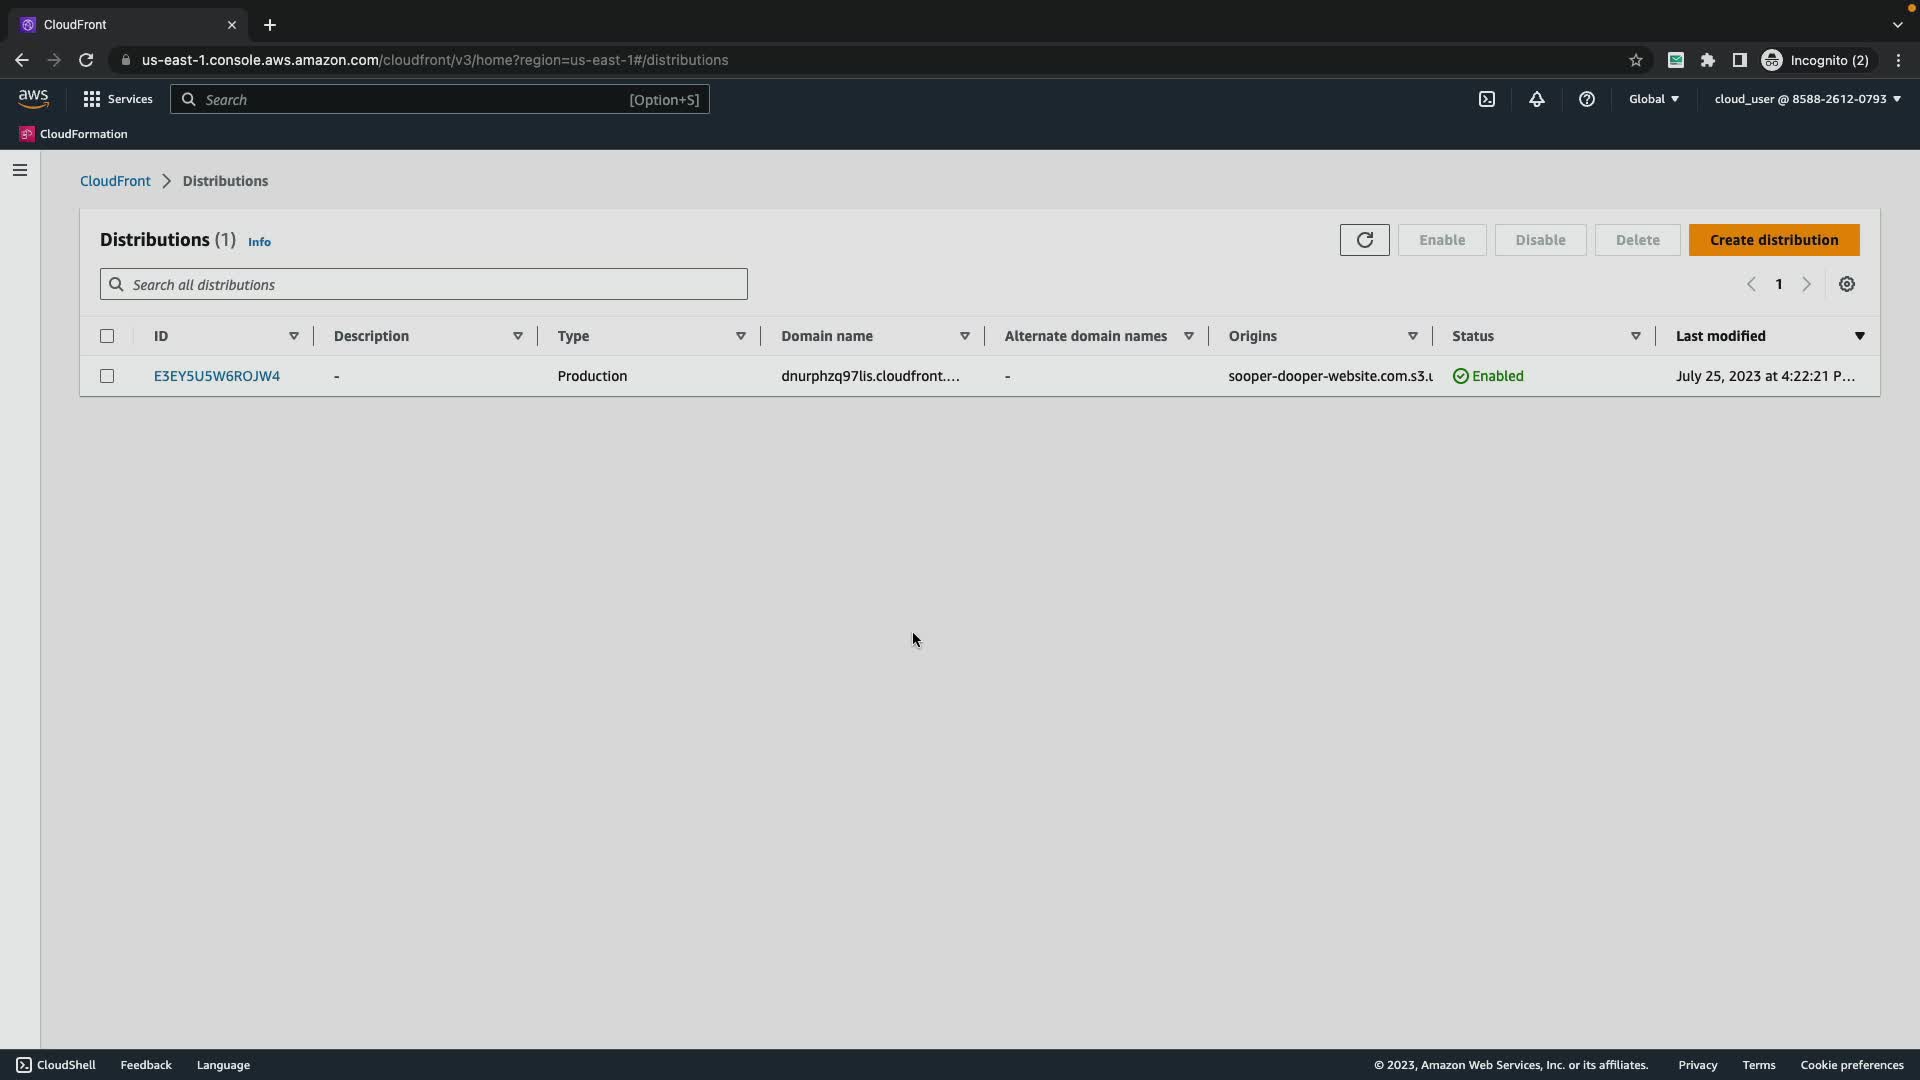 CloudFront
us-east-1.console.aws.amazon.com/cloudfront/v3/home?region=us-east-1#/distributions
Incognito (2)
aws
Services
Search
[Option+S]
Global
cloud_user @ 8588-2612-0793
CloudFormation
CloudFront
Distributions
Distributions (1)
Info
Enable
Disable
Delete
Create distribution
Search all distributions
1
ID
Description
Type
Domain name
Alternate domain names
Origins
Status
Last modified
E3EY5U5W6ROJW4
-
Production
dnurphzq97lis.cloudfront....
-
sooper-dooper-website.com.s3.
Enabled
July 25, 2023 at 4:22:21 P...
CloudShell
Feedback
Language
© 2023, Amazon Web Services, Inc. or its affiliates.
Privacy
Terms
Cookie preferences